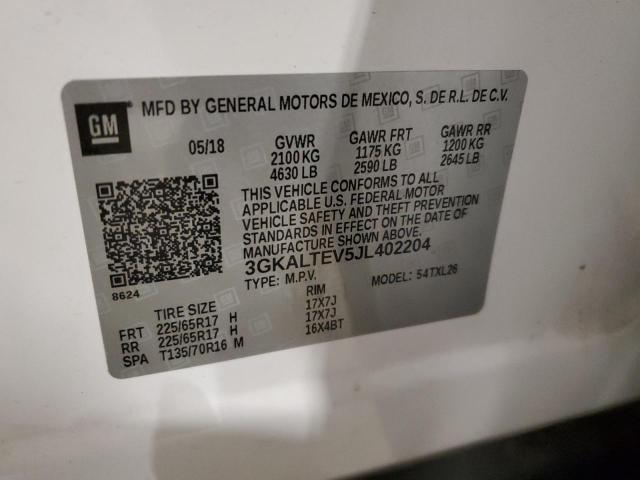 GM
MFD BY GENERAL MOTORS DE MEXICO, S. DE R.L. DE C.V.
05/18 GVWR GAWR FRT GAWR RR
2100 KG 1175 KG 1200 KG
4630 LB 2590 LB 2645 LB
THIS VEHICLE CONFORMS TO ALL
APPLICABLE U.S. FEDERAL MOTOR
VEHICLE SAFETY AND THEFT PREVENTION
STANDARDS IN EFFECT ON THE DATE OF
MANUFACTURE SHOWN ABOVE.
3GKALTEV5JL402204
8624
TYPE: M.P.V. MODEL: 54TXL26
TIRE SIZE RIM
FRT 225/65R17 H 17X7J
RR 225/65R17 H 17X7J
SPA T135/70R16 M 16X4BT